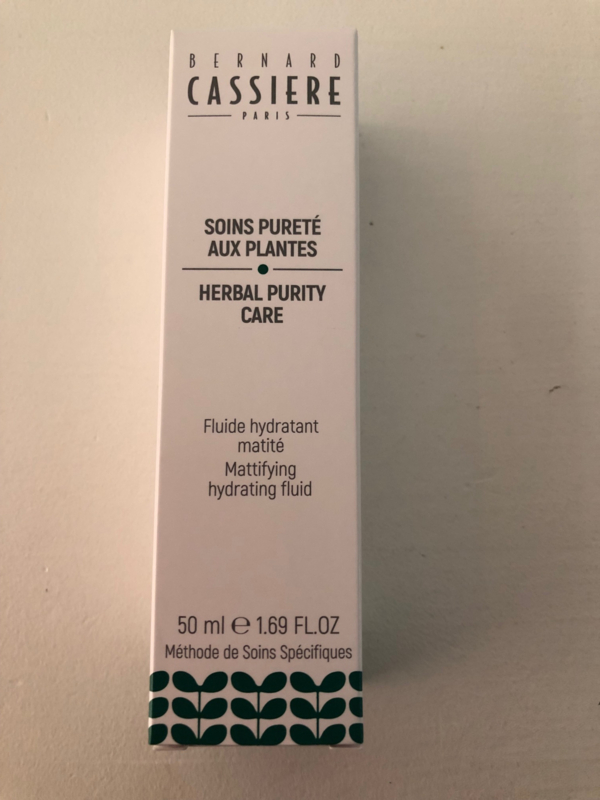 BERNARD
CASSIERE
PARIS
SOINS PURETÉ
AUX PLANTES
HERBAL PURITY
CARE
Fluide hydratant
matité
Mattifying
hydrating fluid
50 ml ℮ 1.69 FL.OZ
Méthode de Soins Spécifiques